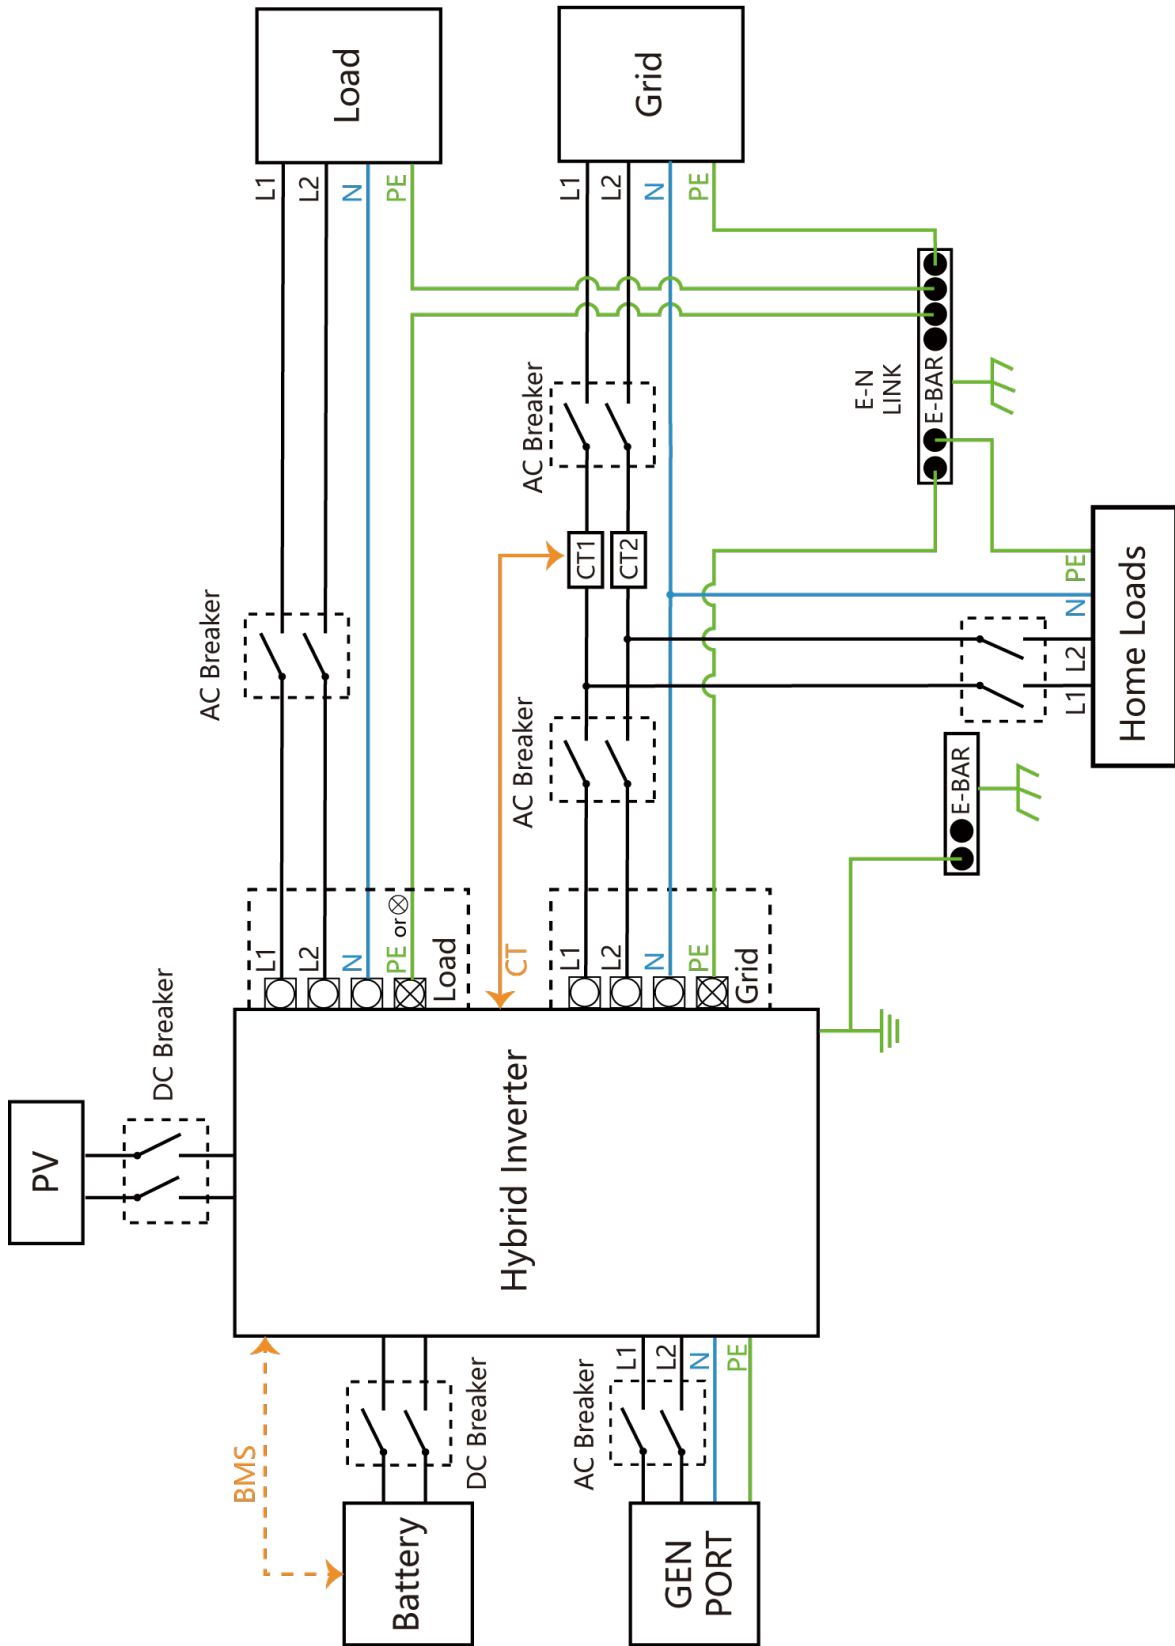 Load
Grid
L1
L2
N
PE
L1
L2
N
PE
E-N
LINK
E-BAR
AC Breaker
CT1
CT2
AC Breaker
AC Breaker
Home Loads
L1
L2
N
PE
E-BAR
L1
L2
N
PE or
Load
CT
L1
L2
N
PE
Grid
DC Breaker
PV
Hybrid Inverter
BMS
DC Breaker
Battery
AC Breaker
L1
L2
N
PE
GEN
PORT